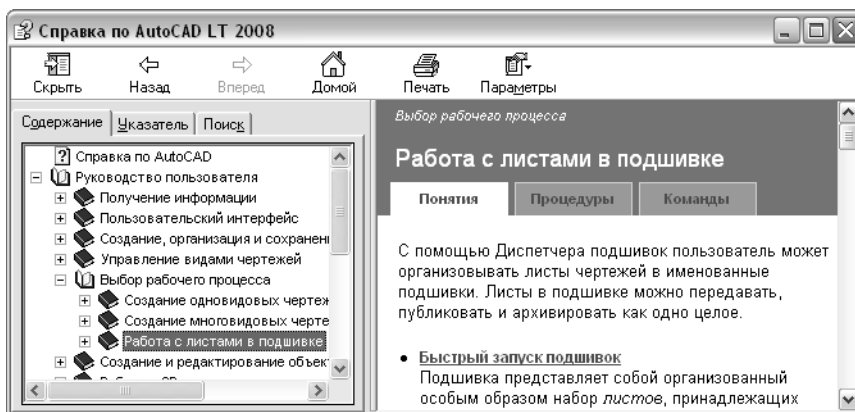 Справка по AutoCAD LT 2008
Скрыть Назад Вперед Домой Печать Параметры
Содержание Указатель Поиск
Справка по AutoCAD
Руководство пользователя
Получение информации
Пользовательский интерфейс
Создание, организация и сохранени
Управление видами чертежей
Выбор рабочего процесса
Создание одновидовых чертеж
Создание многовидовых черте
Работа с листами в подшивке
Создание и редактирование объек
Выбор рабочего процесса
Работа с листами в подшивке
Понятия Процедуры Команды
С помощью Диспетчера подшивок пользователь может
организовывать листы чертежей в именованные
подшивки. Листы в подшивке можно передавать,
публиковать и архивировать как одно целое.
• Быстрый запуск подшивок
Подшивка представляет собой организованный
особым образом набор листов, принадлежащих